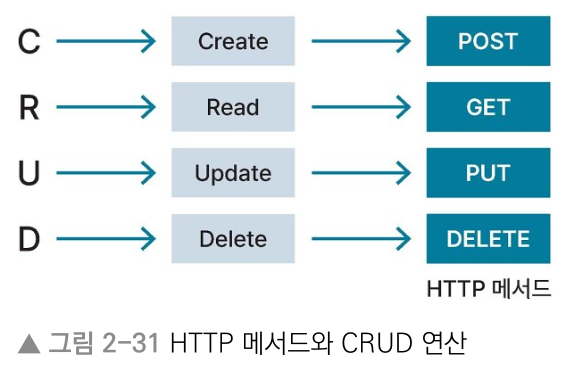 C Create POST
R Read GET
U Update PUT
D Delete DELETE
HTTP 메서드
▲ 그림 2-31 HTTP 메서드와 CRUD 연산